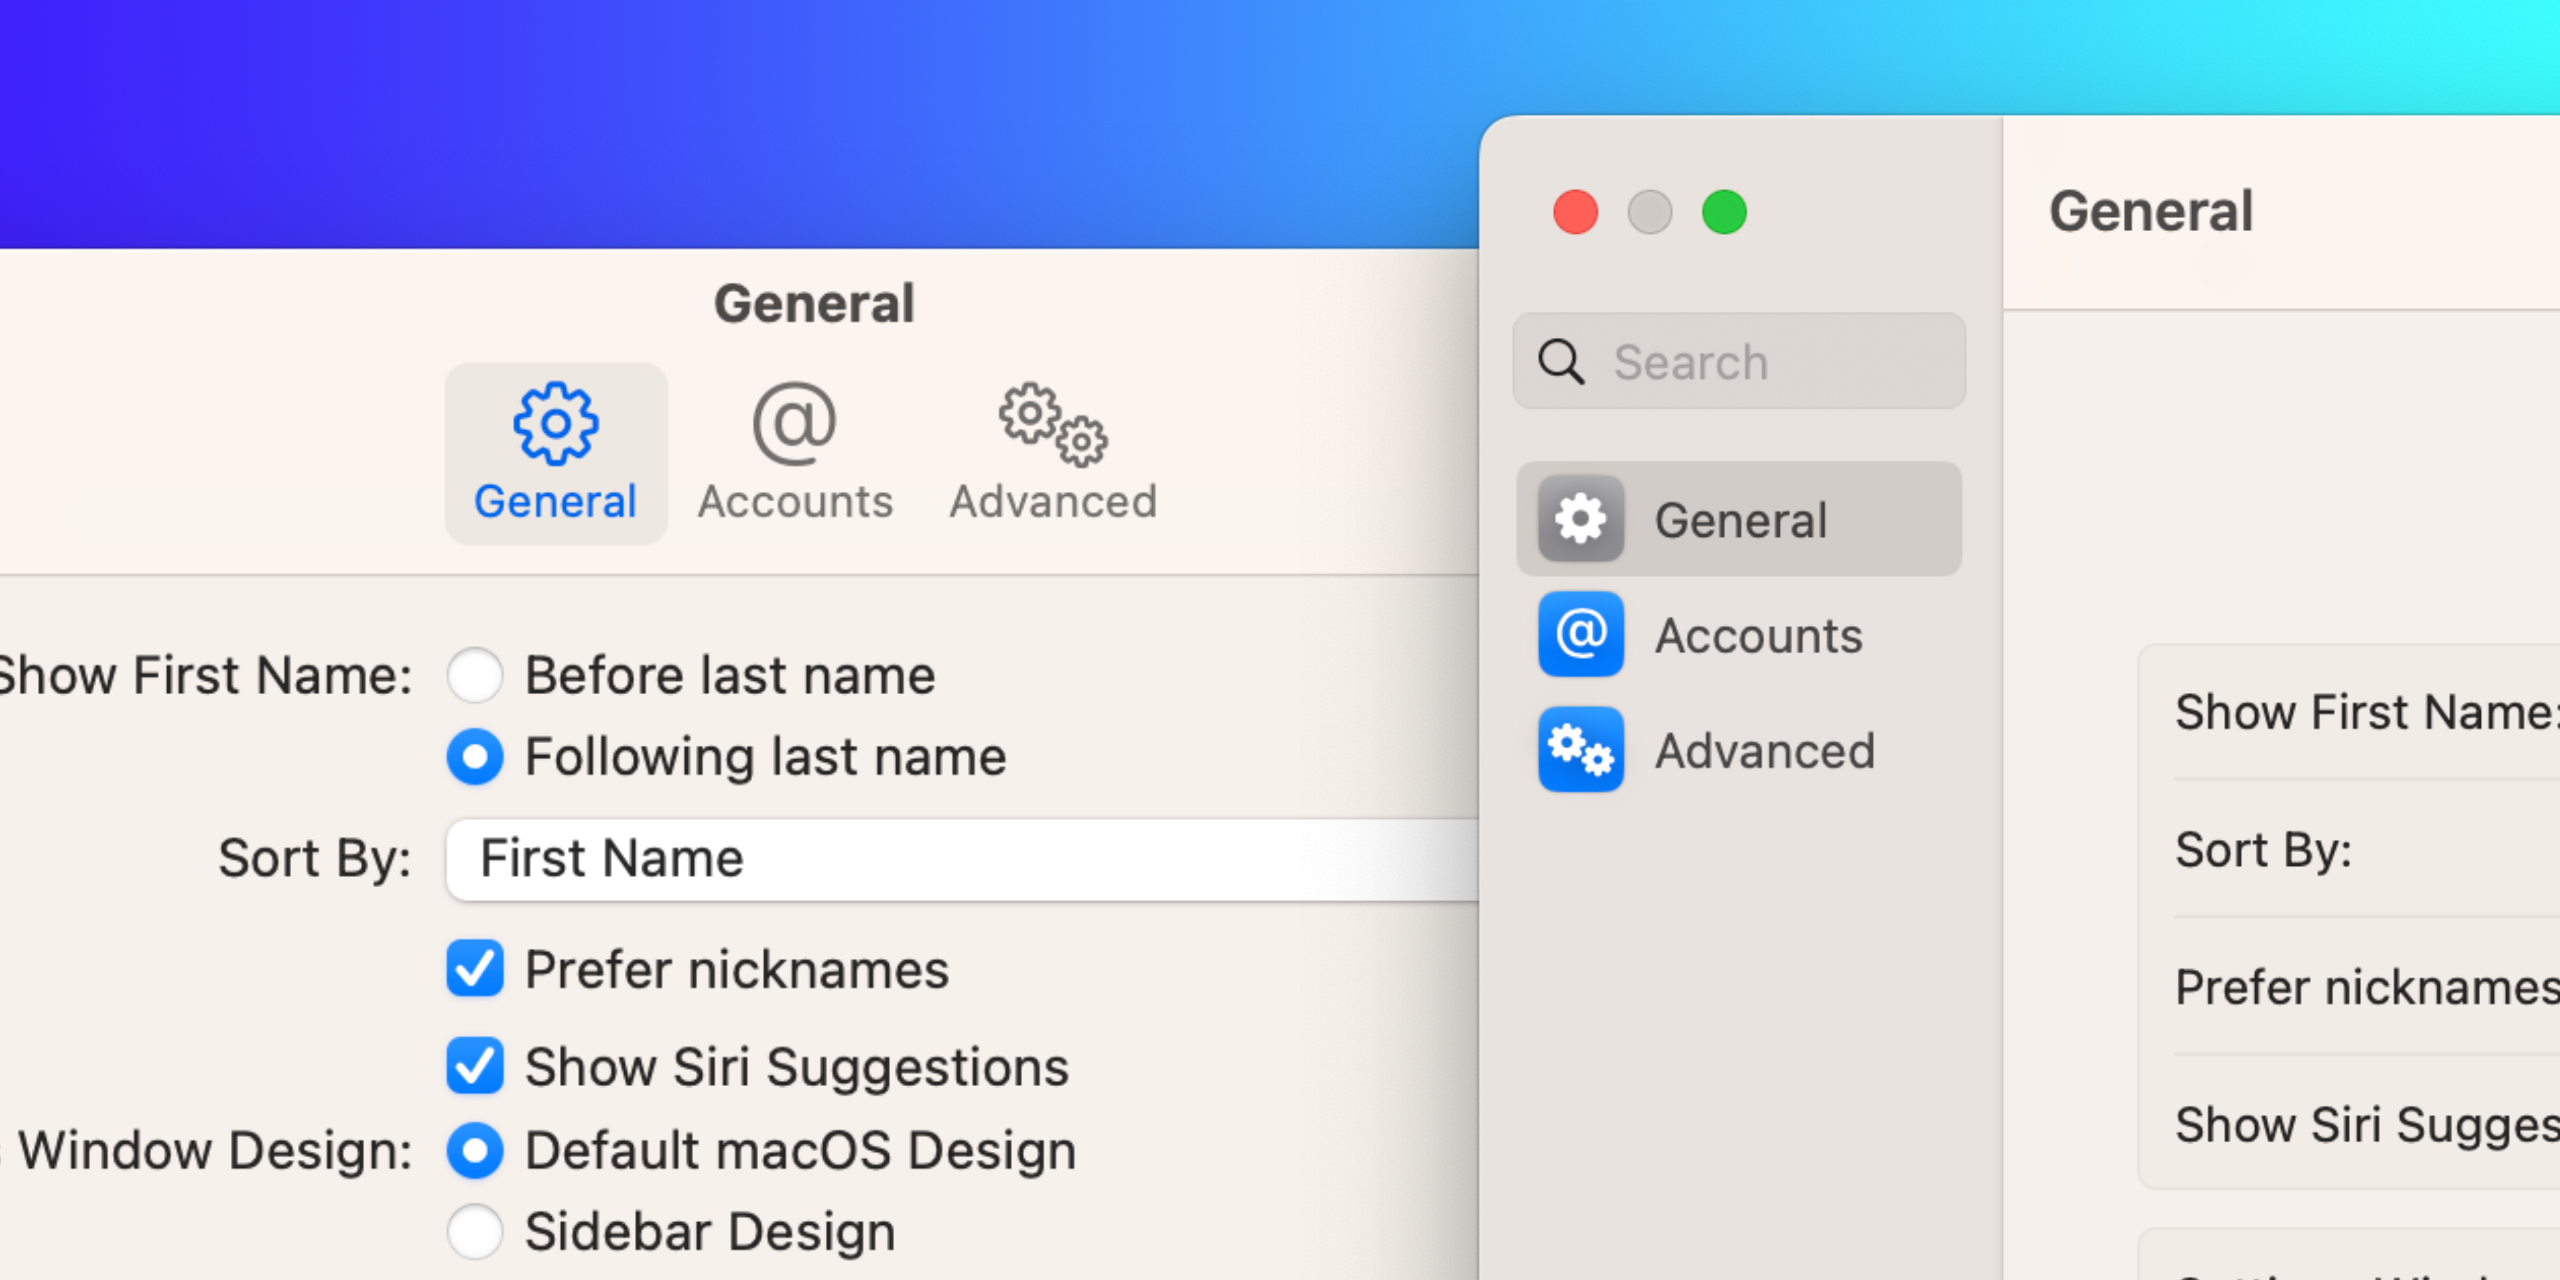 General
General Accounts Advanced
Show First Name: Before last name
Following last name
Sort By: First Name
Prefer nicknames
Show Siri Suggestions
Window Design: Default macOS Design
Sidebar Design
General
Search
General
Accounts
Advanced
Show First Name:
Sort By:
Prefer nicknames
Show Siri Sugges